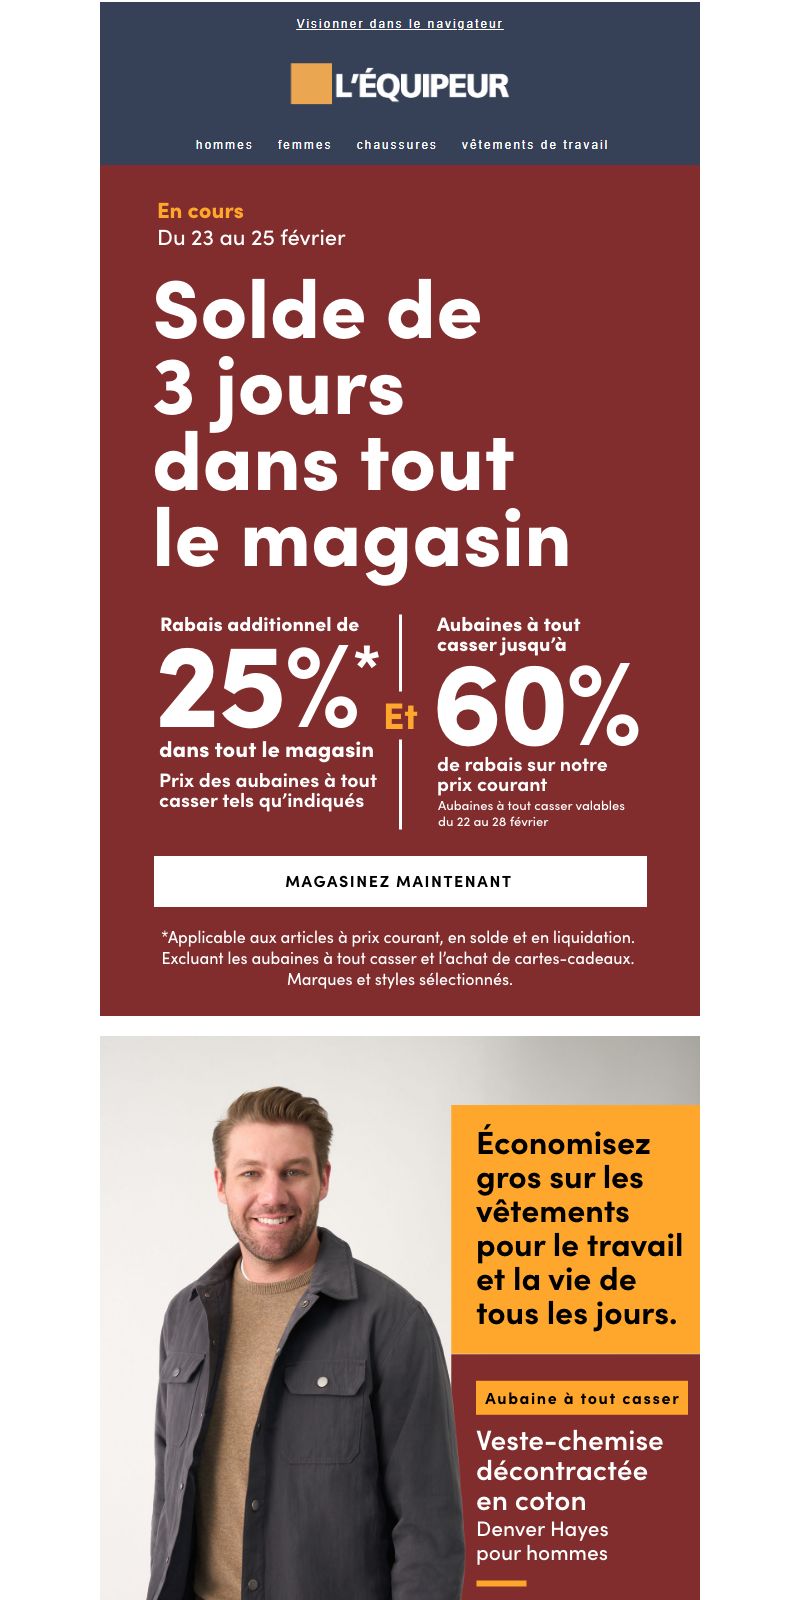 Visionner dans le navigateur
L'ÉQUIPEUR
hommes femmes chaussures vêtements de travail
En cours
Du 23 au 25 février
Solde de
3 jours
dans tout
le magasin
Rabais additionnel de
25%*
dans tout le magasin
Prix des aubaines à tout
casser tels qu'indiqués
Et
Aubaines à tout
casser jusqu'à
60%
de rabais sur notre
prix courant
Aubaines à tout casser valables
du 22 au 28 février
MAGASINEZ MAINTENANT
*Applicable aux articles à prix courant, en solde et en liquidation.
Excluant les aubaines à tout casser et l'achat de cartes-cadeaux.
Marques et styles sélectionnés.
Économisez
gros sur les
vêtements
pour le travail
et la vie de
tous les jours.
Aubaine à tout casser
Veste-chemise
décontractée
en coton
Denver Hayes
pour hommes